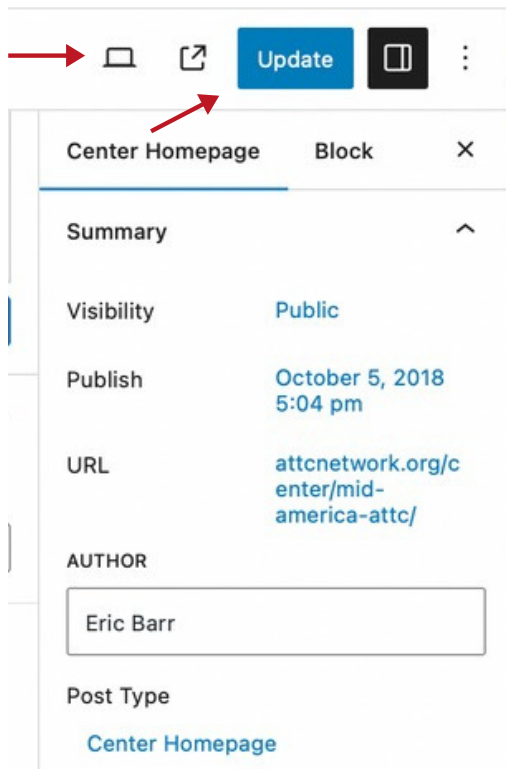 Update
Center Homepage Block
Summary
Visibility Public
Publish October 5, 2018
5:04 pm
URL attcnetwork.org/c
enter/mid-
america-attc/
AUTHOR
Eric Barr
Post Type
Center Homepage